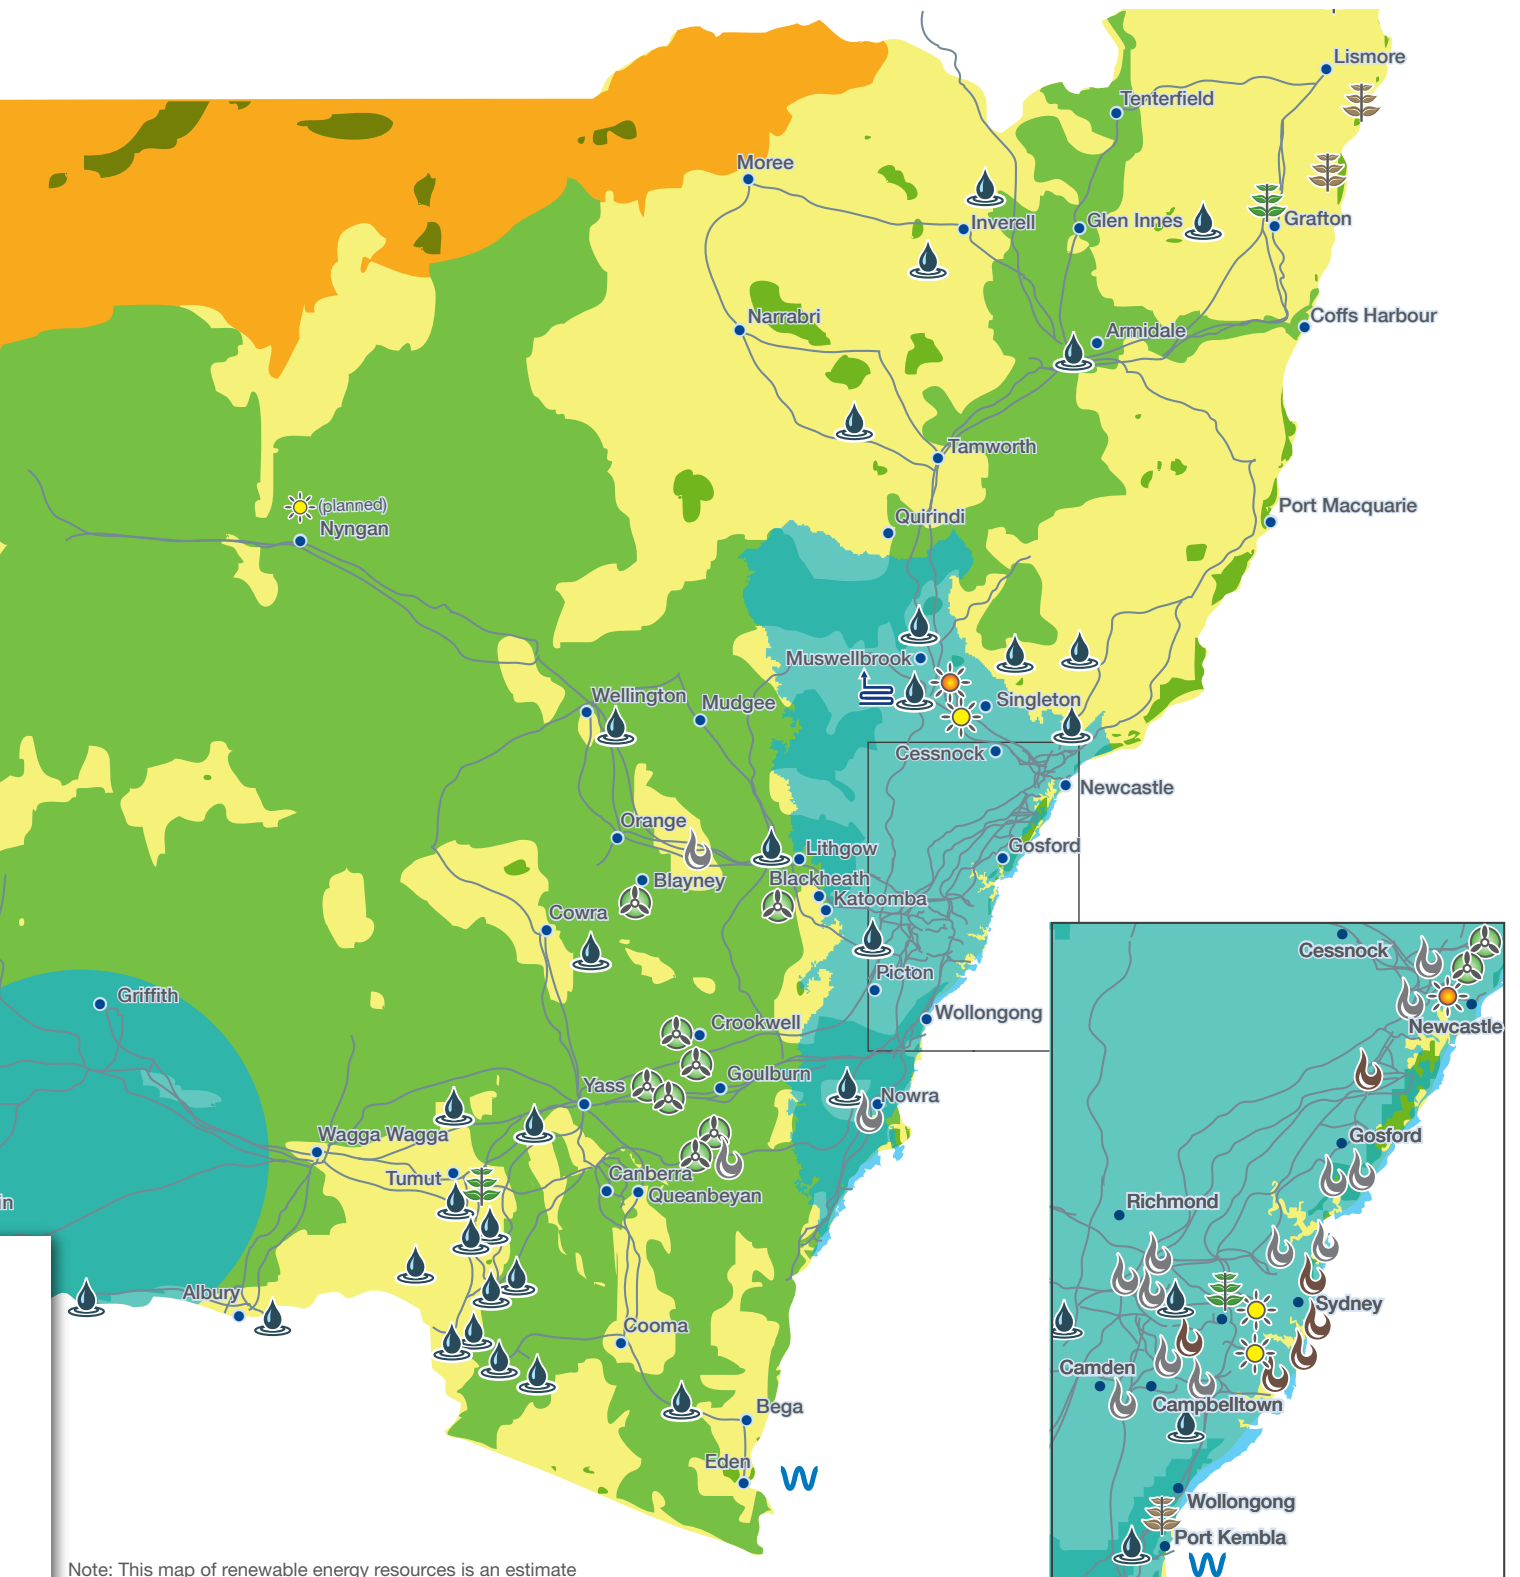 Lismore
Tenterfield
Moree
Inverell
Glen Innes
Grafton
Narrabri
Coffs Harbour
Armidale
Tamworth
(planned)
Nyngan
Quirindi
Port Macquarie
Muswellbrook
Wellington
Mudgee
Singleton
Cessnock
Newcastle
Orange
Lithgow
Gosford
Blayney
Blackheath
Katoomba
Cowra
Picton
Griffith
Crookwell
Wollongong
Yass
Goulburn
Nowra
Wagga Wagga
Tumut
Canberra
Queanbeyan
in
Albury
Cooma
Bega
Eden
W
Cessnock
Newcastle
Gosford
Richmond
Sydney
Camden
Campbelltown
Wollongong
Port Kembla
W
Note: This map of renewable energy resources is an estimate